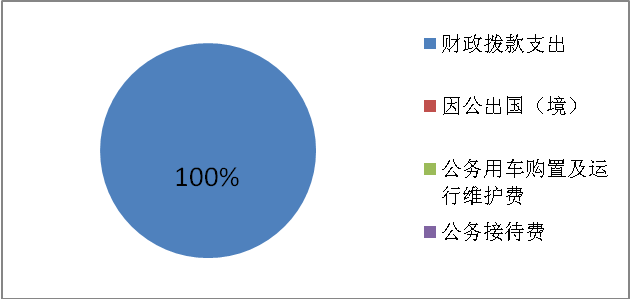 财政拨款支出
因公出国（境）
100%
公务用车购置及运
行维护费
公务接待费